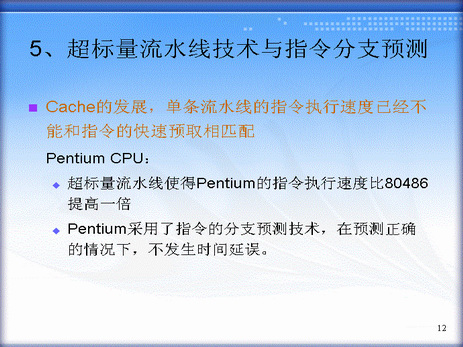 5、超标量流水线技术与指令分支预测
Cache的发展，单条流水线的指令执行速度已经不
能和指令的快速预取相匹配
Pentium CPU：
超标量流水线使得Pentium的指令执行速度比80486
提高一倍
Pentium采用了指令的分支预测技术，在预测正确
的情况下，不发生时间延误。
12